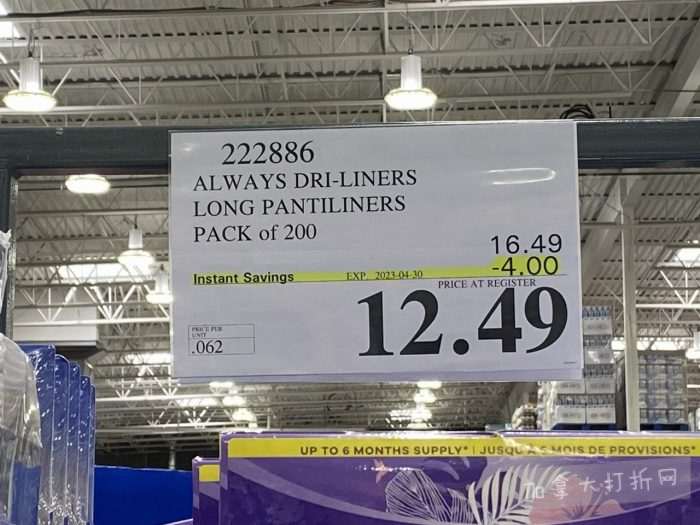 222886
ALWAYS DRI-LINERS
LONG PANTILINERS
PACK of 200
16.49
Instant Savings EXP. 2023-04-30 -4.00
PRICE AT REGISTER
12.49
PRICE PER
UNIT
.062
UP TO 6 MONTHS SUPPLY* | JUSQU'À 6 MOIS DE PROVISIONS*
加拿大打折网